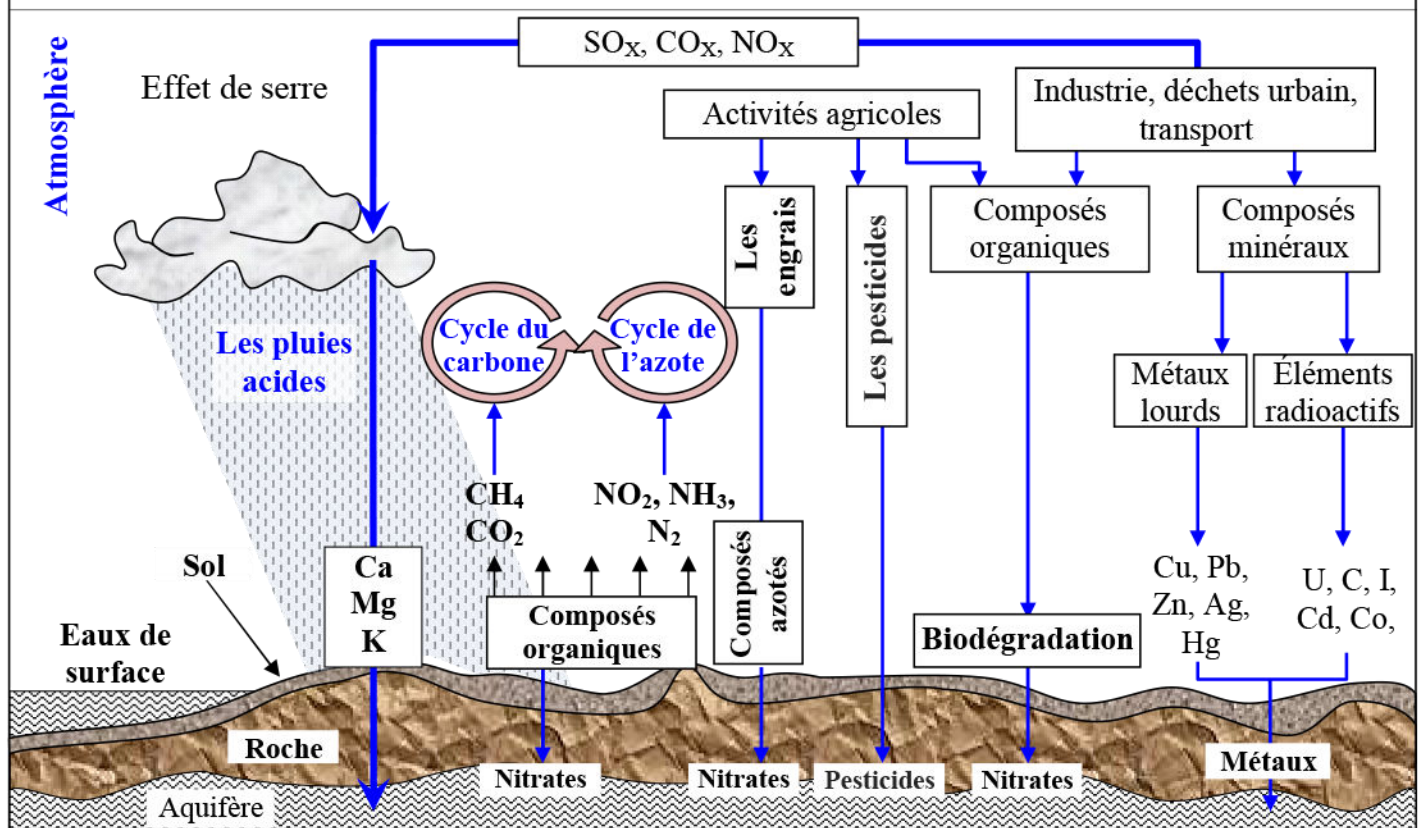 Atmosphère
SOX, COX, NOX
Effet de serre
Activités agricoles
Industrie, déchets urbain,
transport
Les
engrais
Les pesticides
Composés
organiques
Composés
minéraux
Les pluies
acides
Cycle du
carbone
Cycle de
l’azote
Métaux
lourds
Éléments
radioactifs
CH4
CO2
NO2, NH3,
N2
Composés
azotés
Sol
Ca
Mg
K
Cu, Pb,
Zn, Ag,
Hg
U, C, I,
Cd, Co,
Composés
organiques
Biodégradation
Eaux de
surface
Roche
Nitrates
Nitrates
Pesticides
Nitrates
Métaux
Aquifère